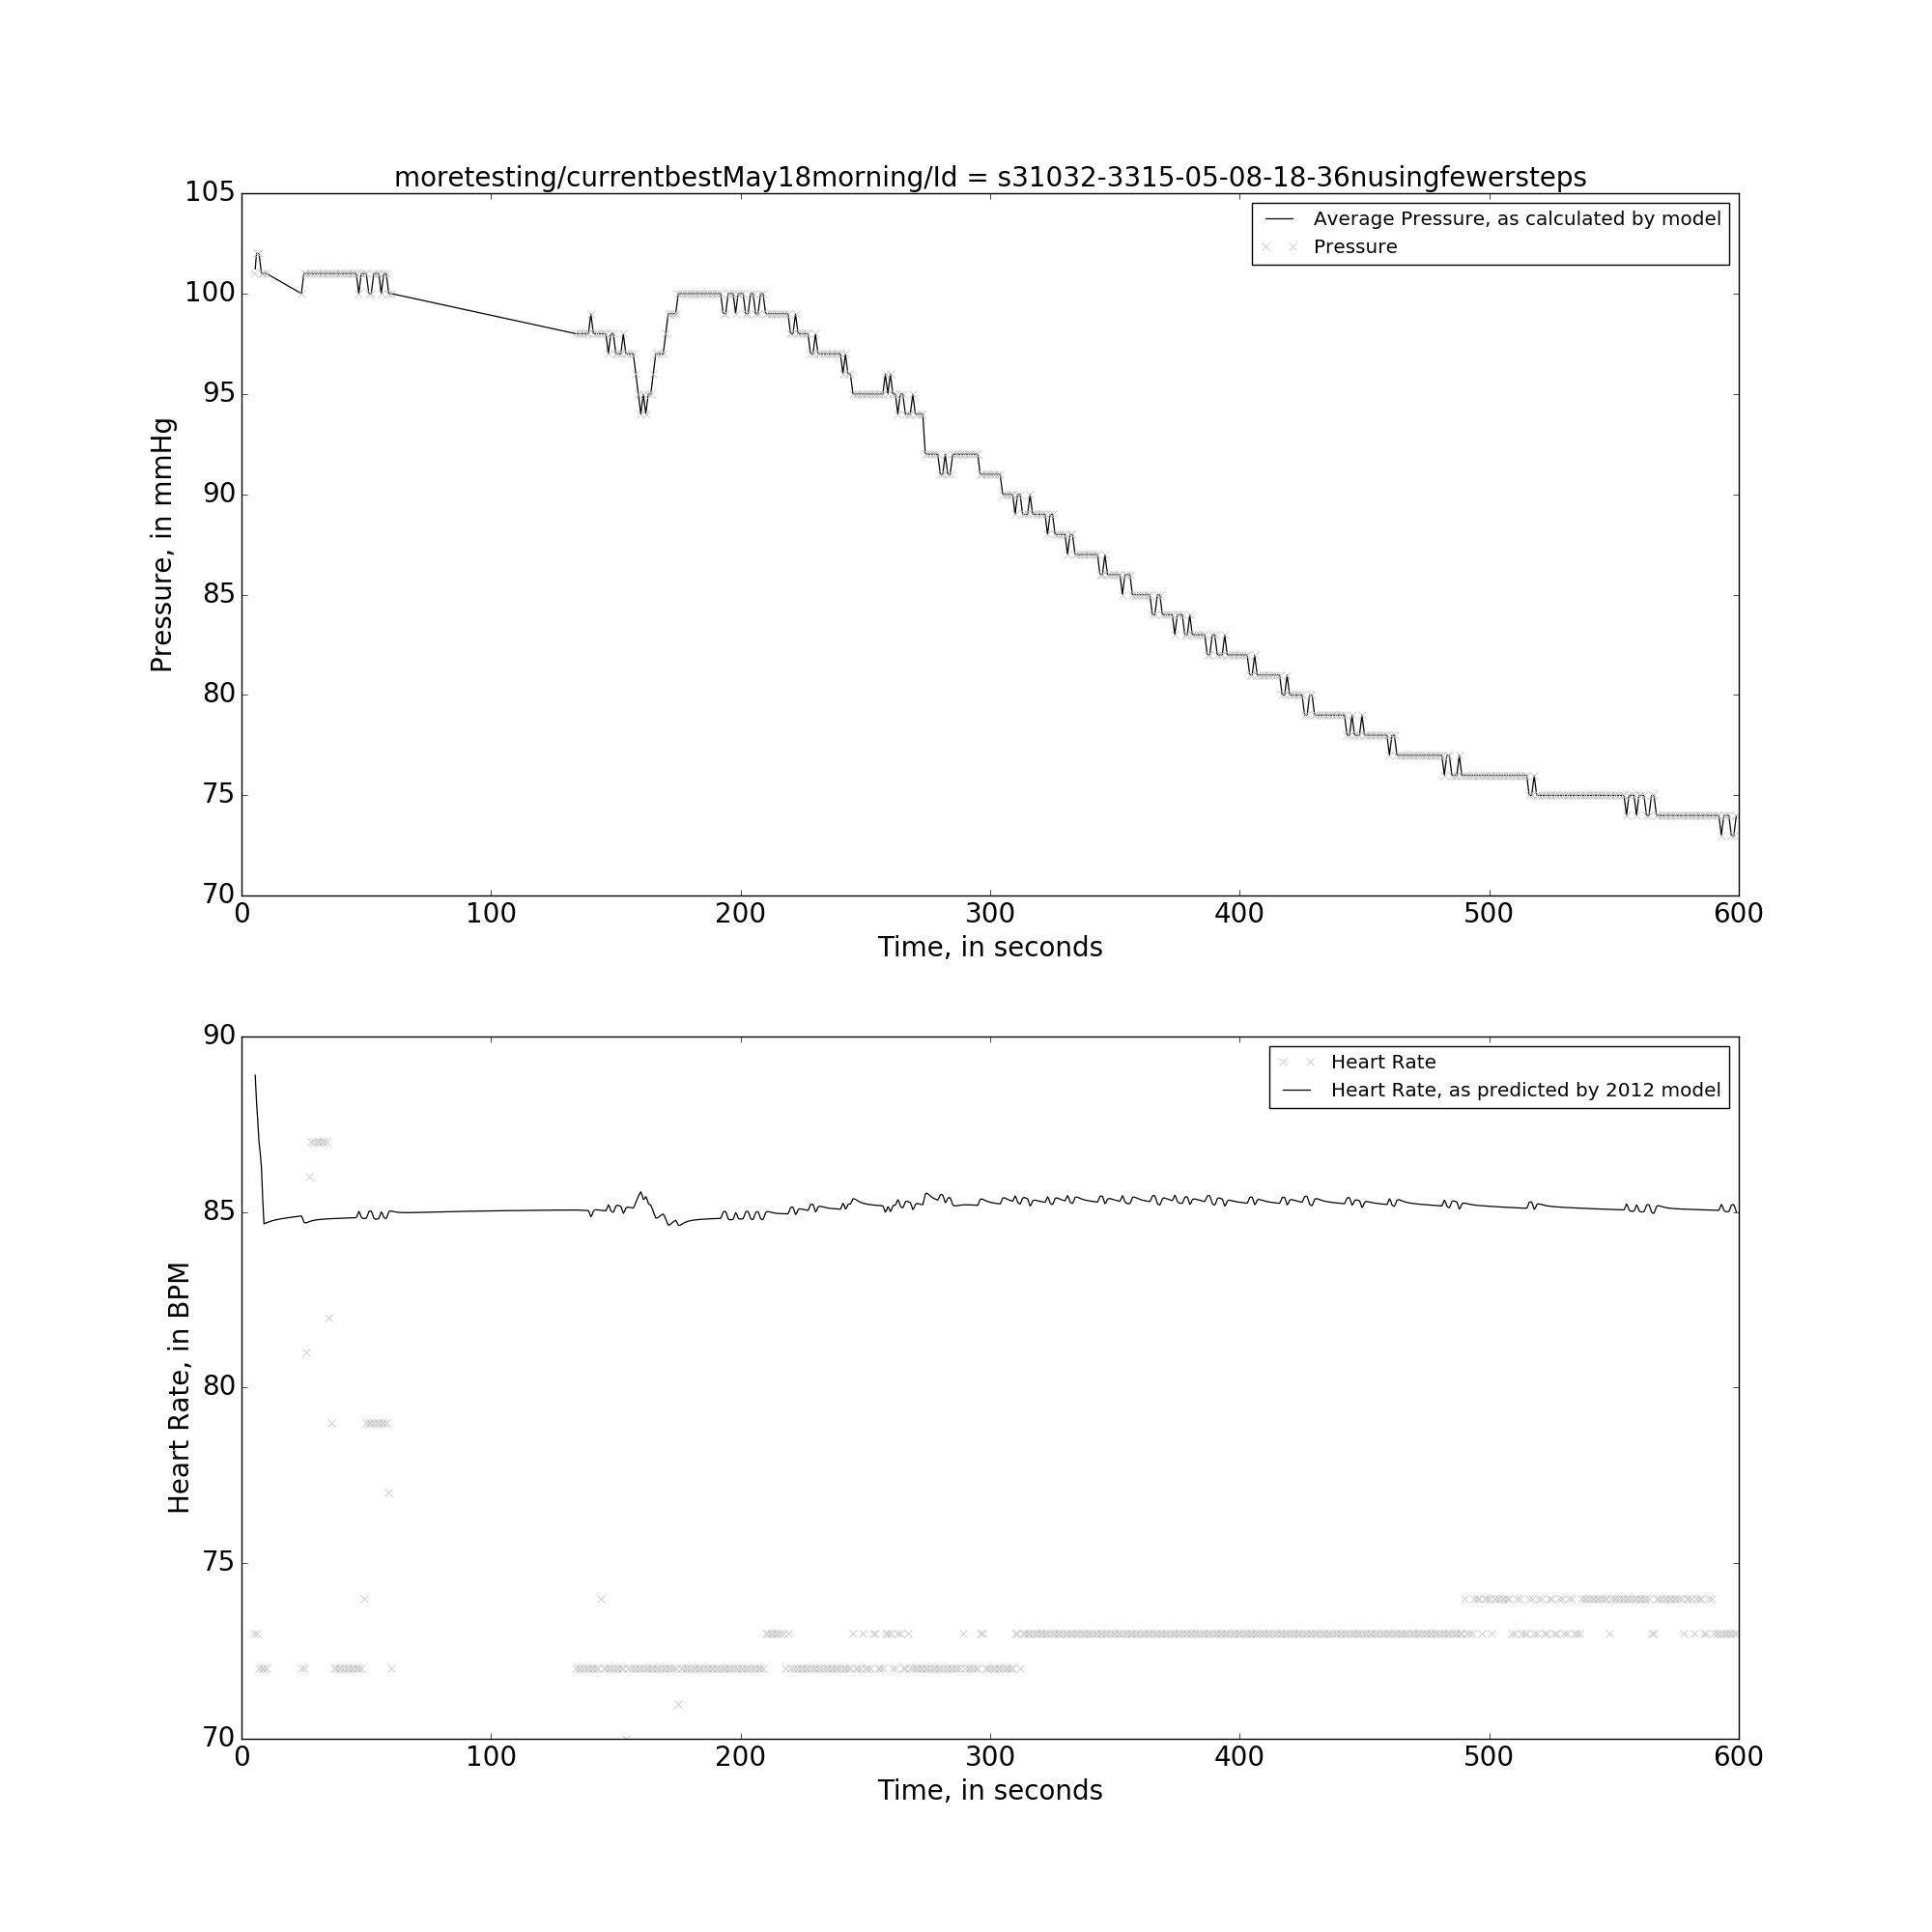 moretesting/currentbestMay18morning/Id = s31032-3315-05-08-18-36nusingfewersteps
105
100
95
90
85
80
75
70
Pressure, in mmHg
Average Pressure, as calculated by model
Pressure
0 100 200 300 400 500 600
Time, in seconds
90
85
80
75
70
Heart Rate, in BPM
Heart Rate
Heart Rate, as predicted by 2012 model
0 100 200 300 400 500 600
Time, in seconds